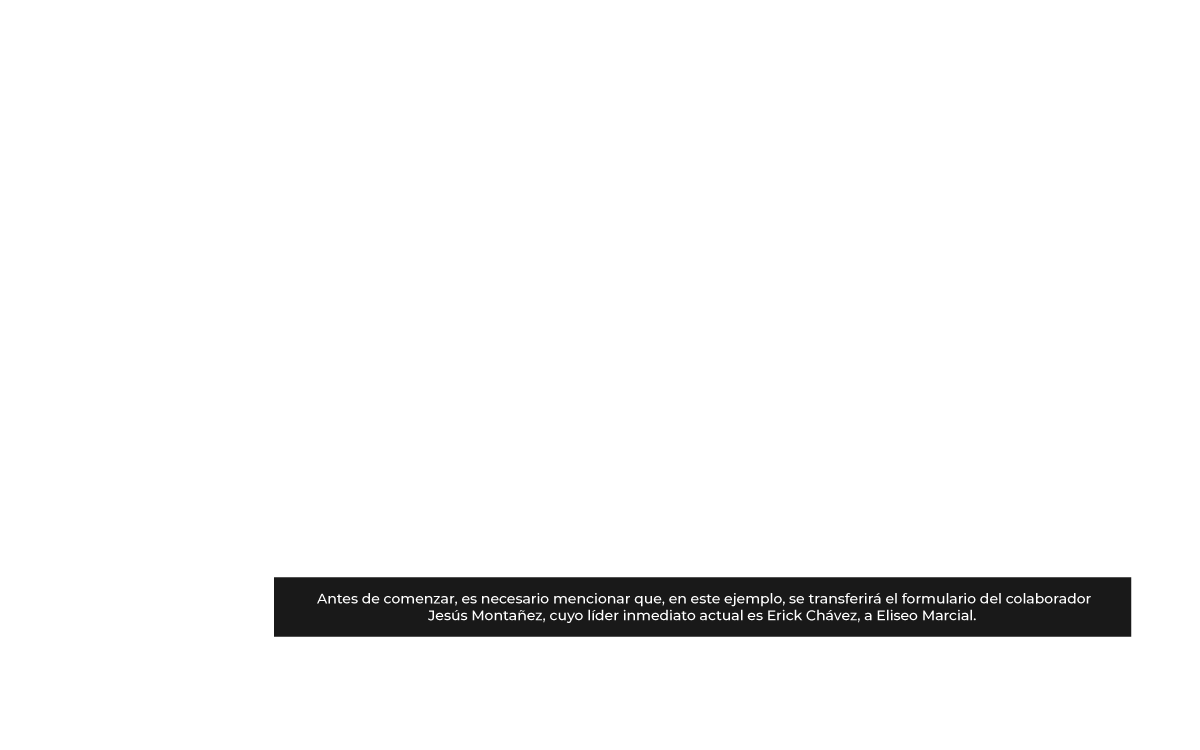 Antes de comenzar, es necesario mencionar que, en este ejemplo, se transferirá el formulario del colaborador
Jesús Montañez, cuyo líder inmediato actual es Erick Chávez, a Eliseo Marcial.